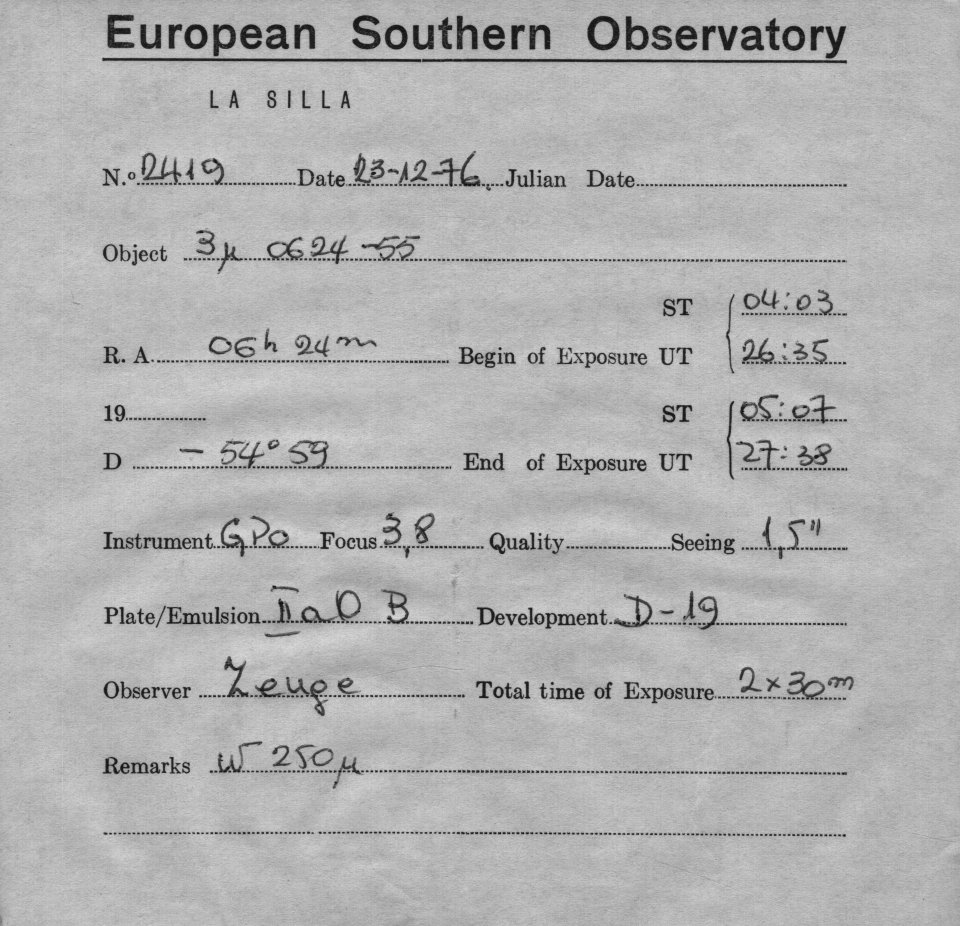 European Southern Observatory
LA SILLA
N.º 2419 Date 23-12-76. Julian Date
Object 3μ 0624 -55
ST 04:03
R. A. 06h 24m Begin of Exposure UT 26:35
19 ST 05:07
D - 54° 59 End of Exposure UT 27:38
Instrument GPO Focus 3,8 Quality Seeing 1,5"
Plate/Emulsion IIaO B Development D-19
Observer Zeuge Total time of Exposure 2×30m
Remarks W 250μ